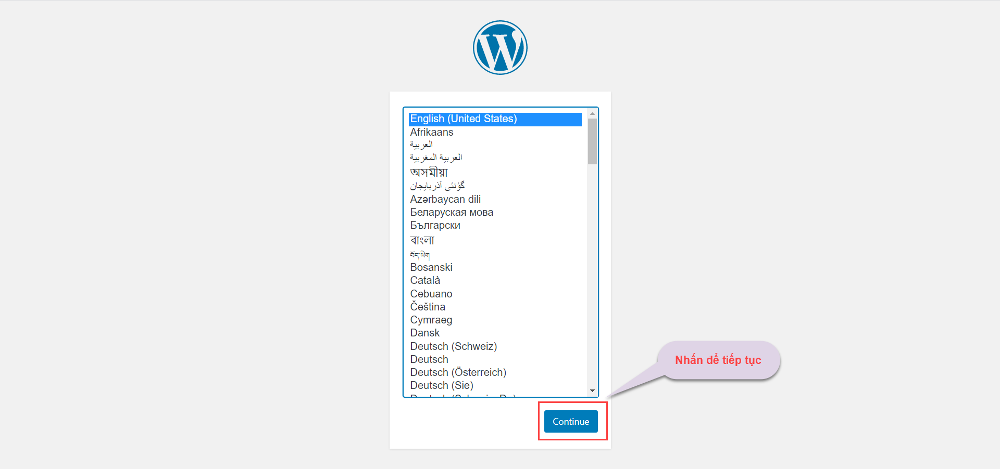 English (United States)
Afrikaans
العربية
العربية المغربية
অসমীয়া
گؤنئی آذربایجان
Azərbaycan dili
Беларуская мова
Български
বাংলা
བོད་ཡིག
Bosanski
Català
Cebuano
Čeština
Cymraeg
Dansk
Deutsch (Schweiz)
Deutsch
Deutsch (Österreich)
Deutsch (Sie)
Nhấn để tiếp tục
Continue